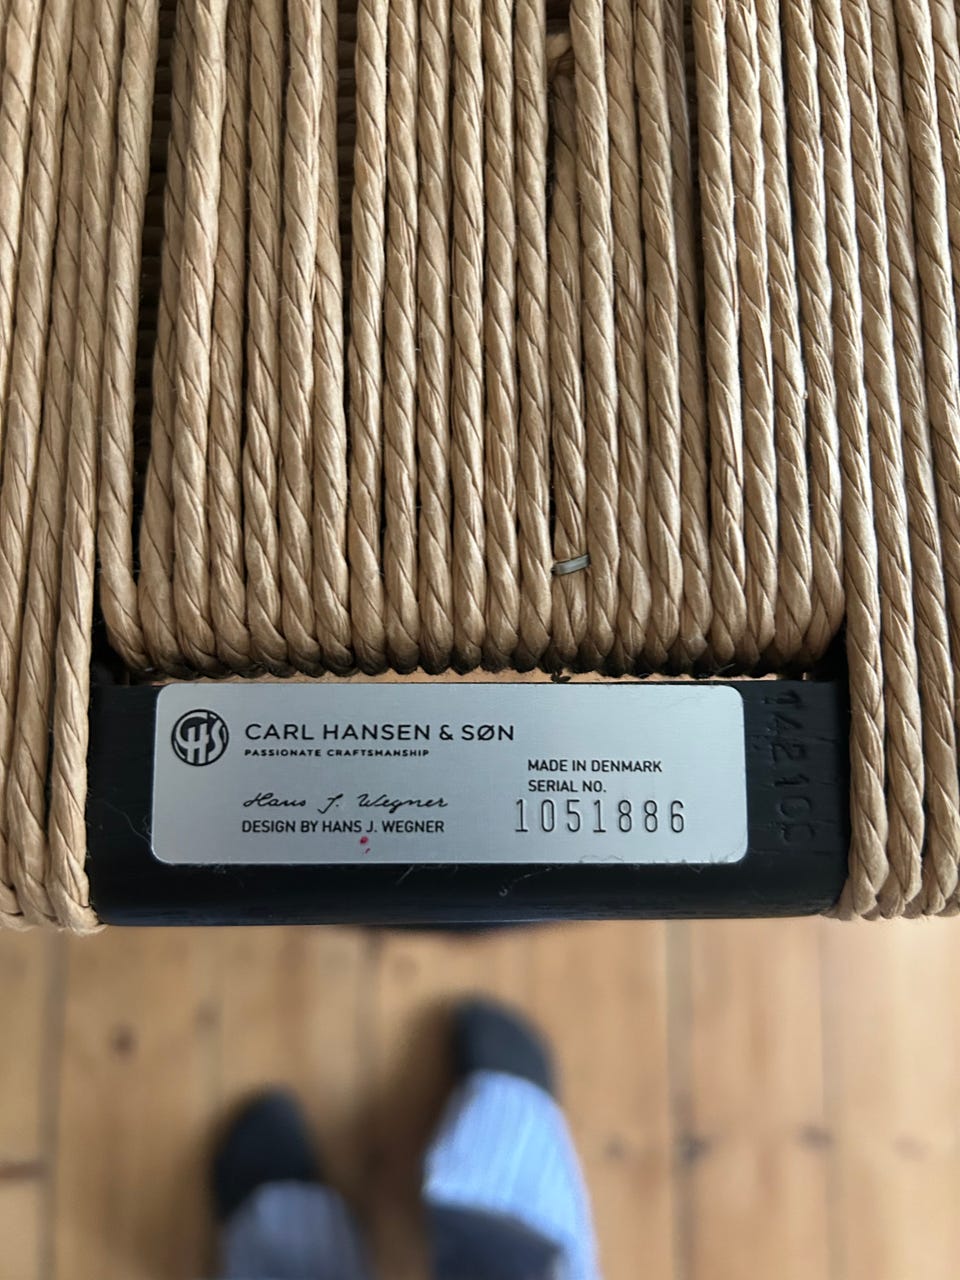 CHS
CARL HANSEN & SØN
PASSIONATE CRAFTSMANSHIP
Hans J. Wegner
DESIGN BY HANS J. WEGNER
MADE IN DENMARK
SERIAL NO.
1051886